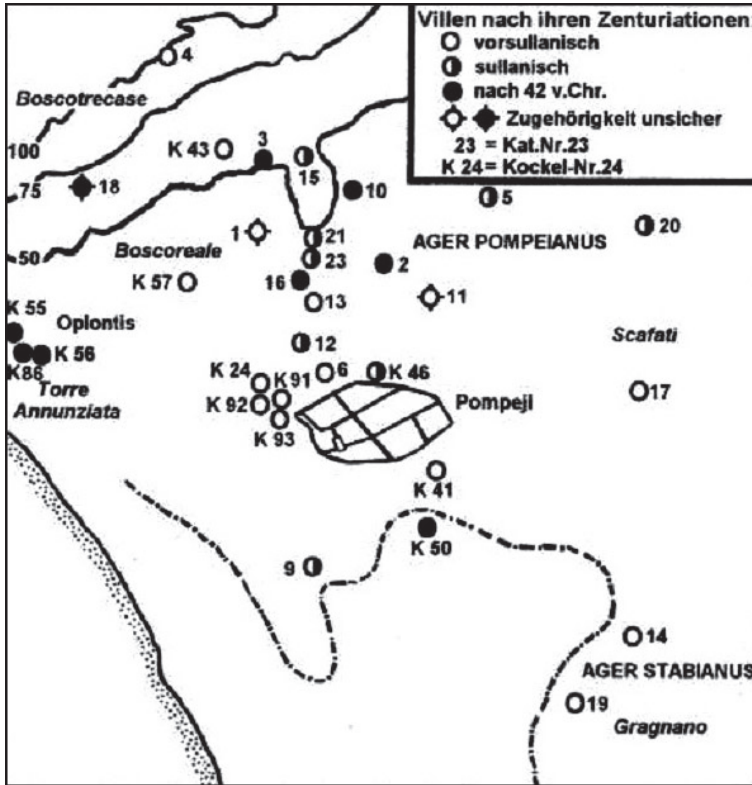 Villen nach ihren Zenturiationen:
vorsullanisch
sullanisch
nach 42 v.Chr.
Zugehörigkeit unsicher
23 = Kat.Nr.23
K 24 = Kockel-Nr.24
4
Boscotrecase
100
K 43
3
15
75
18
10
5
1
21
AGER POMPEIANUS
20
50
Boscoreale
23
2
K 57
16
13
11
K 55
Oplontis
12
Scafati
K 56
K86
K 24
K91
6
K 46
17
Torre
Annunziata
K 92
Pompeji
K 93
K 41
K 50
9
14
AGER STABIANUS
19
Gragnano